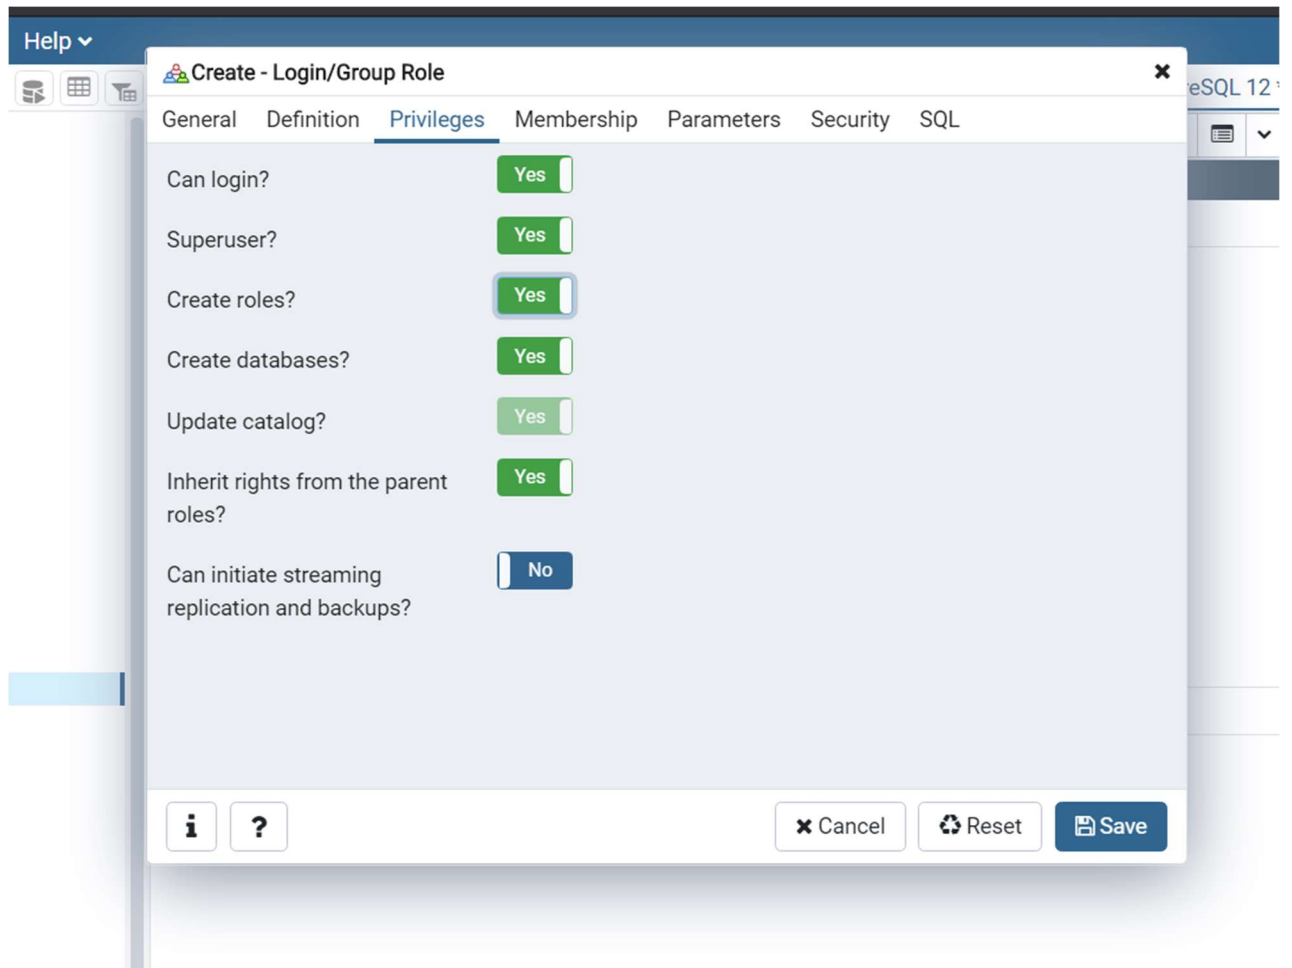 Help
Create - Login/Group Role
eSQL 12 *
General Definition Privileges Membership Parameters Security SQL
Can login? Yes
Superuser? Yes
Create roles? Yes
Create databases? Yes
Update catalog? Yes
Inherit rights from the parent Yes
roles?
Can initiate streaming No
replication and backups?
i ? Cancel Reset Save